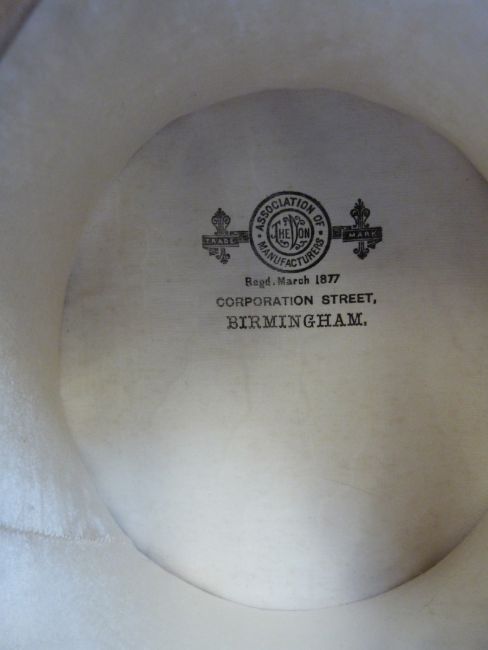 ASSOCIATION OF
THE DON
MANUFACTURERS
TRADE MARK
Regd. March 1877
CORPORATION STREET,
BIRMINGHAM.